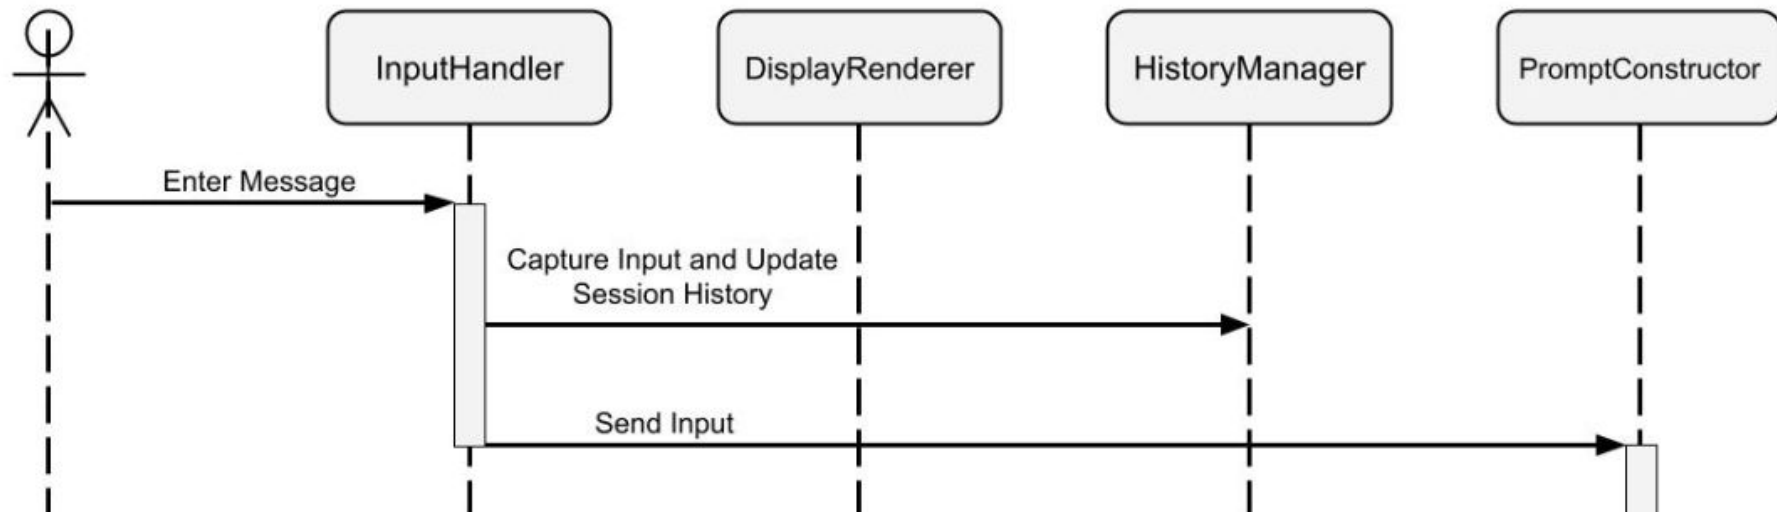 InputHandler
DisplayRenderer
HistoryManager
PromptConstructor
Enter Message
Capture Input and Update
Session History
Send Input